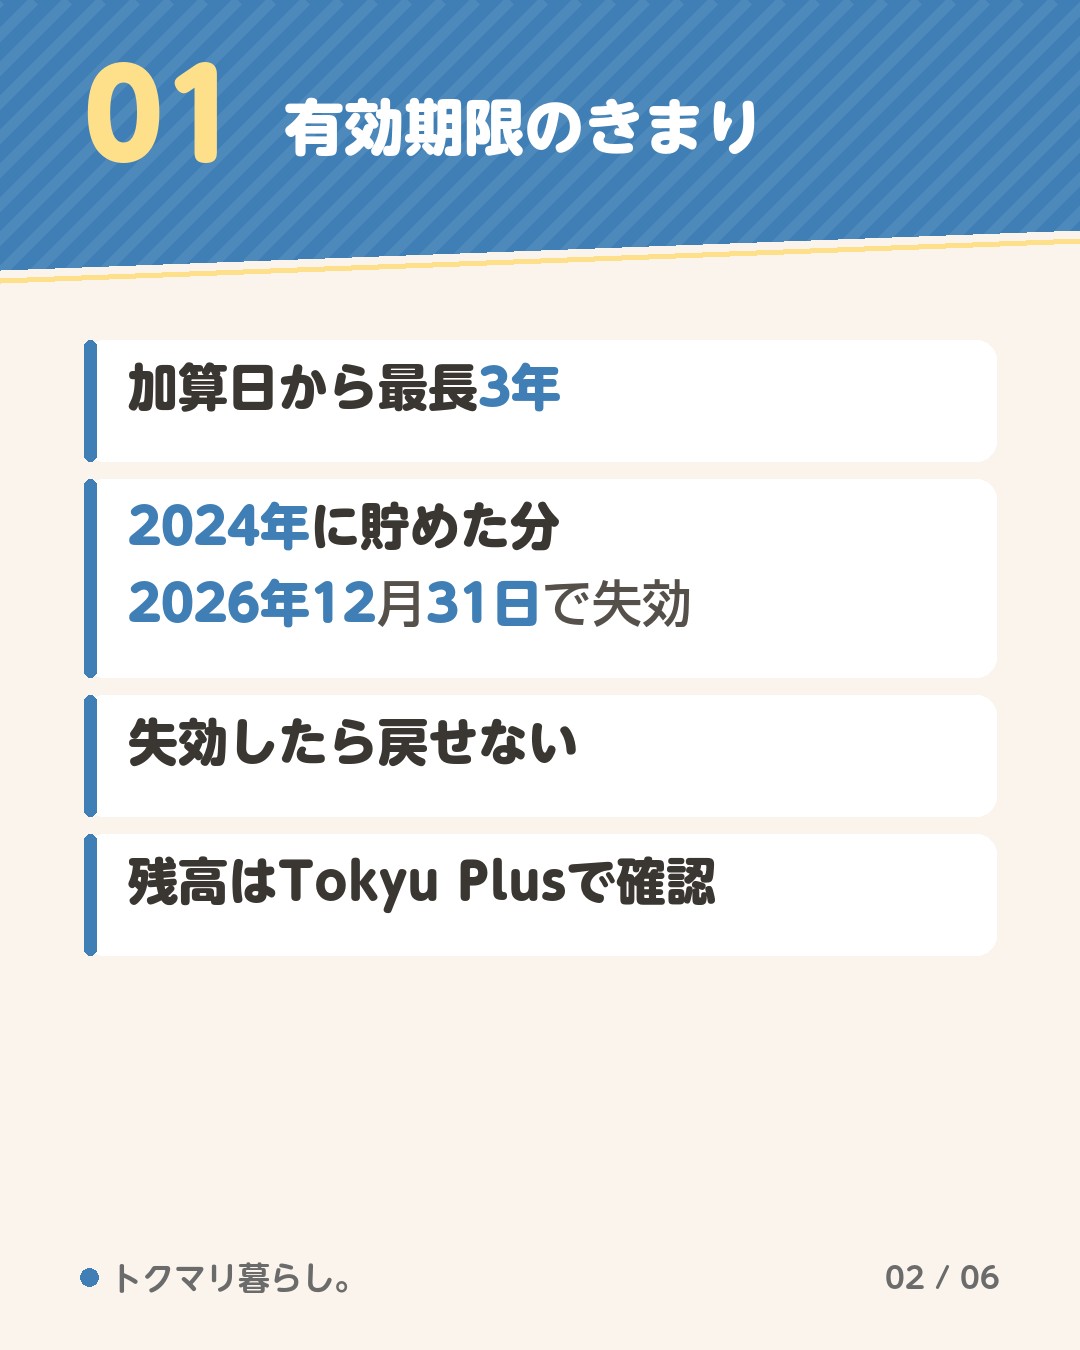 01 有効期限のきまり
加算日から最長3年
2024年に貯めた分
2026年12月31日で失効
失効したら戻せない
残高はTokyu Plusで確認
トクマリ暮らし。
02 / 06